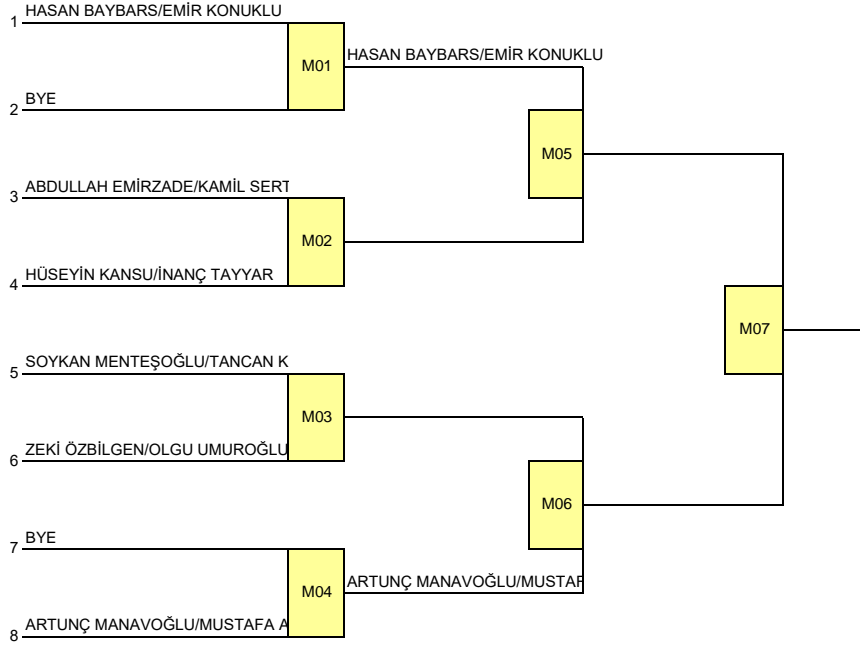 1 HASAN BAYBARS/EMİR KONUKLU
M01
HASAN BAYBARS/EMİR KONUKLU
2 BYE
M05
3 ABDULLAH EMİRZADE/KAMİL SERT
M02
4 HÜSEYİN KANSU/İNANÇ TAYYAR
M07
5 SOYKAN MENTEŞOĞLU/TANCAN K
M03
6 ZEKİ ÖZBİLGEN/OLGU UMUROĞLU
M06
7 BYE
M04
ARTUNÇ MANAVOĞLU/MUSTAF
8 ARTUNÇ MANAVOĞLU/MUSTAFA A